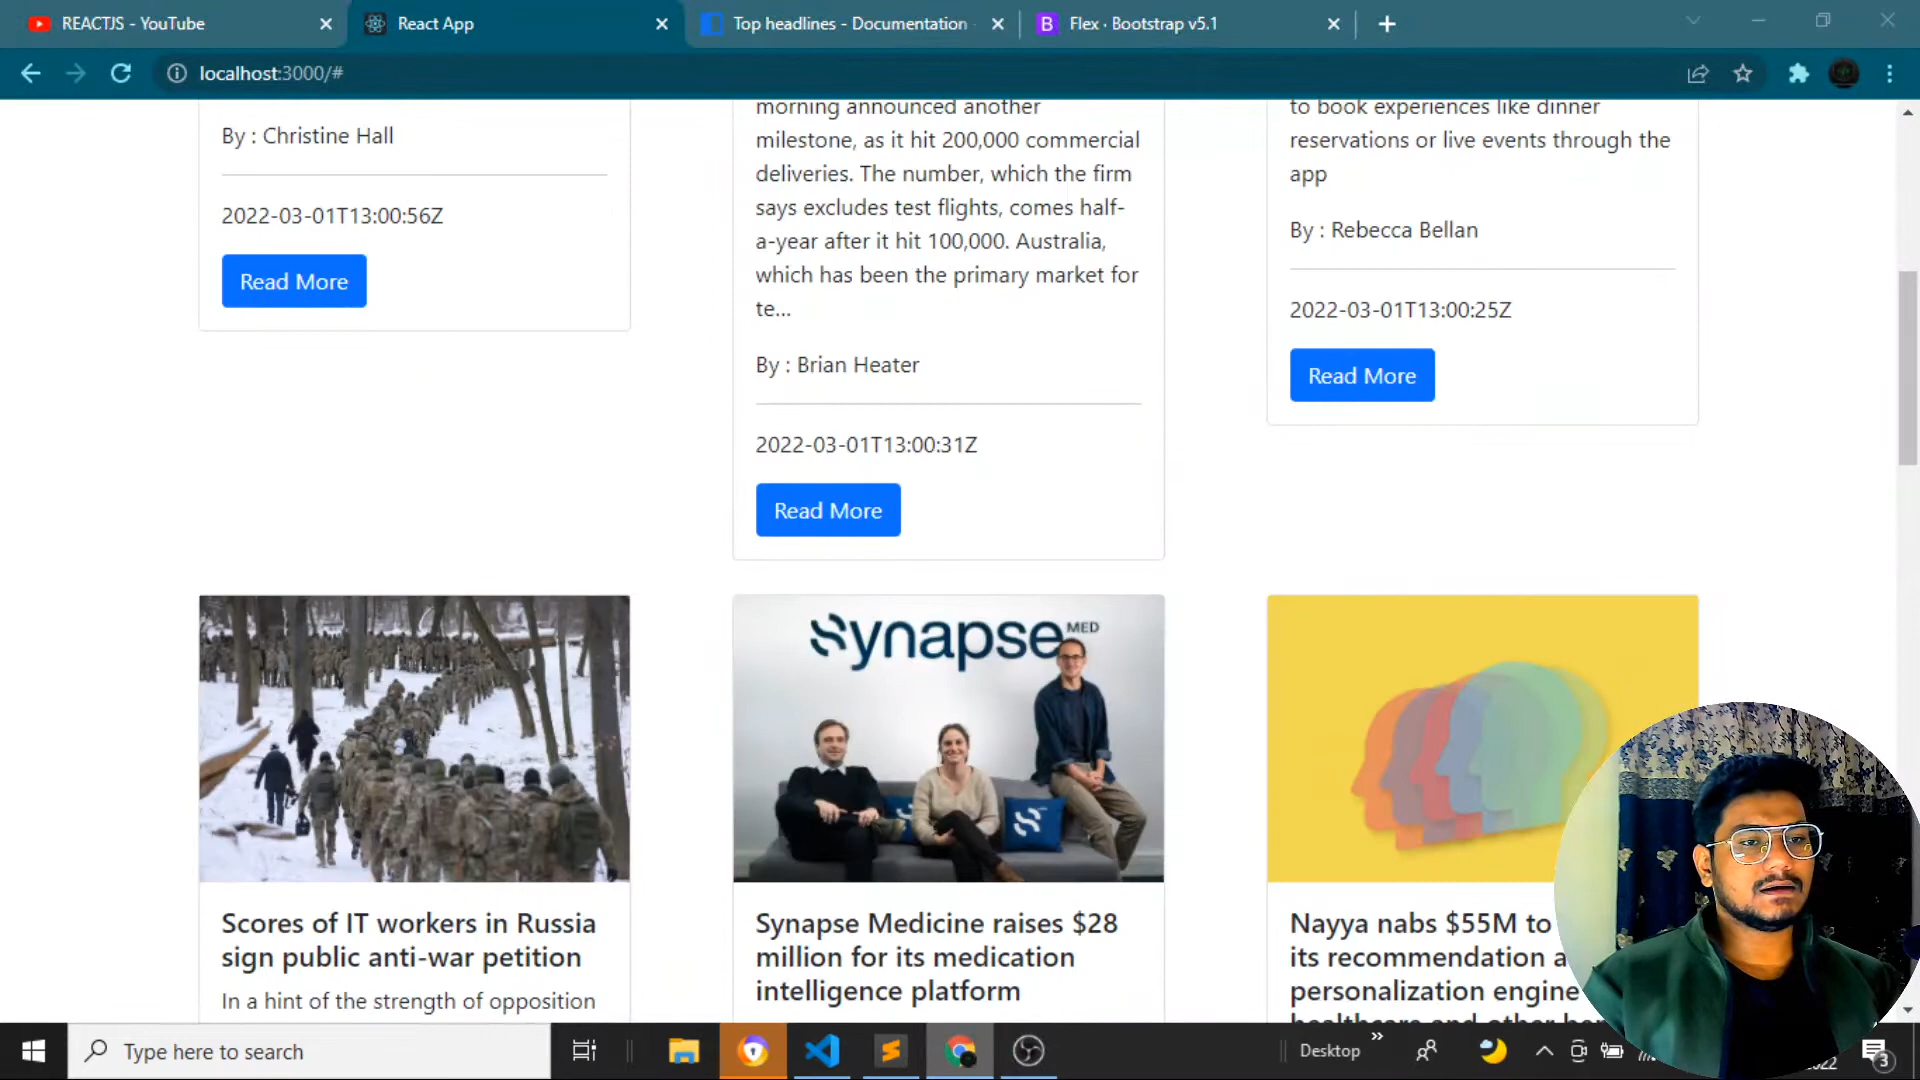 REACTJS - YouTube
React App
Top headlines - Documentation
B Flex · Bootstrap v5.1
localhost:3000/#
By : Christine Hall
2022-03-01T13:00:56Z
Read More
morning announced another
milestone, as it hit 200,000 commercial
deliveries. The number, which the firm
says excludes test flights, comes half-
a-year after it hit 100,000. Australia,
which has been the primary market for
te...
By : Brian Heater
2022-03-01T13:00:31Z
Read More
to book experiences like dinner
reservations or live events through the
app
By : Rebecca Bellan
2022-03-01T13:00:25Z
Read More
Scores of IT workers in Russia
sign public anti-war petition
In a hint of the strength of opposition
synapse MED
Synapse Medicine raises $28
million for its medication
intelligence platform
Nayya nabs $55M to
its recommendation a
personalization engine
healthcare and other
Type here to search
Desktop
3